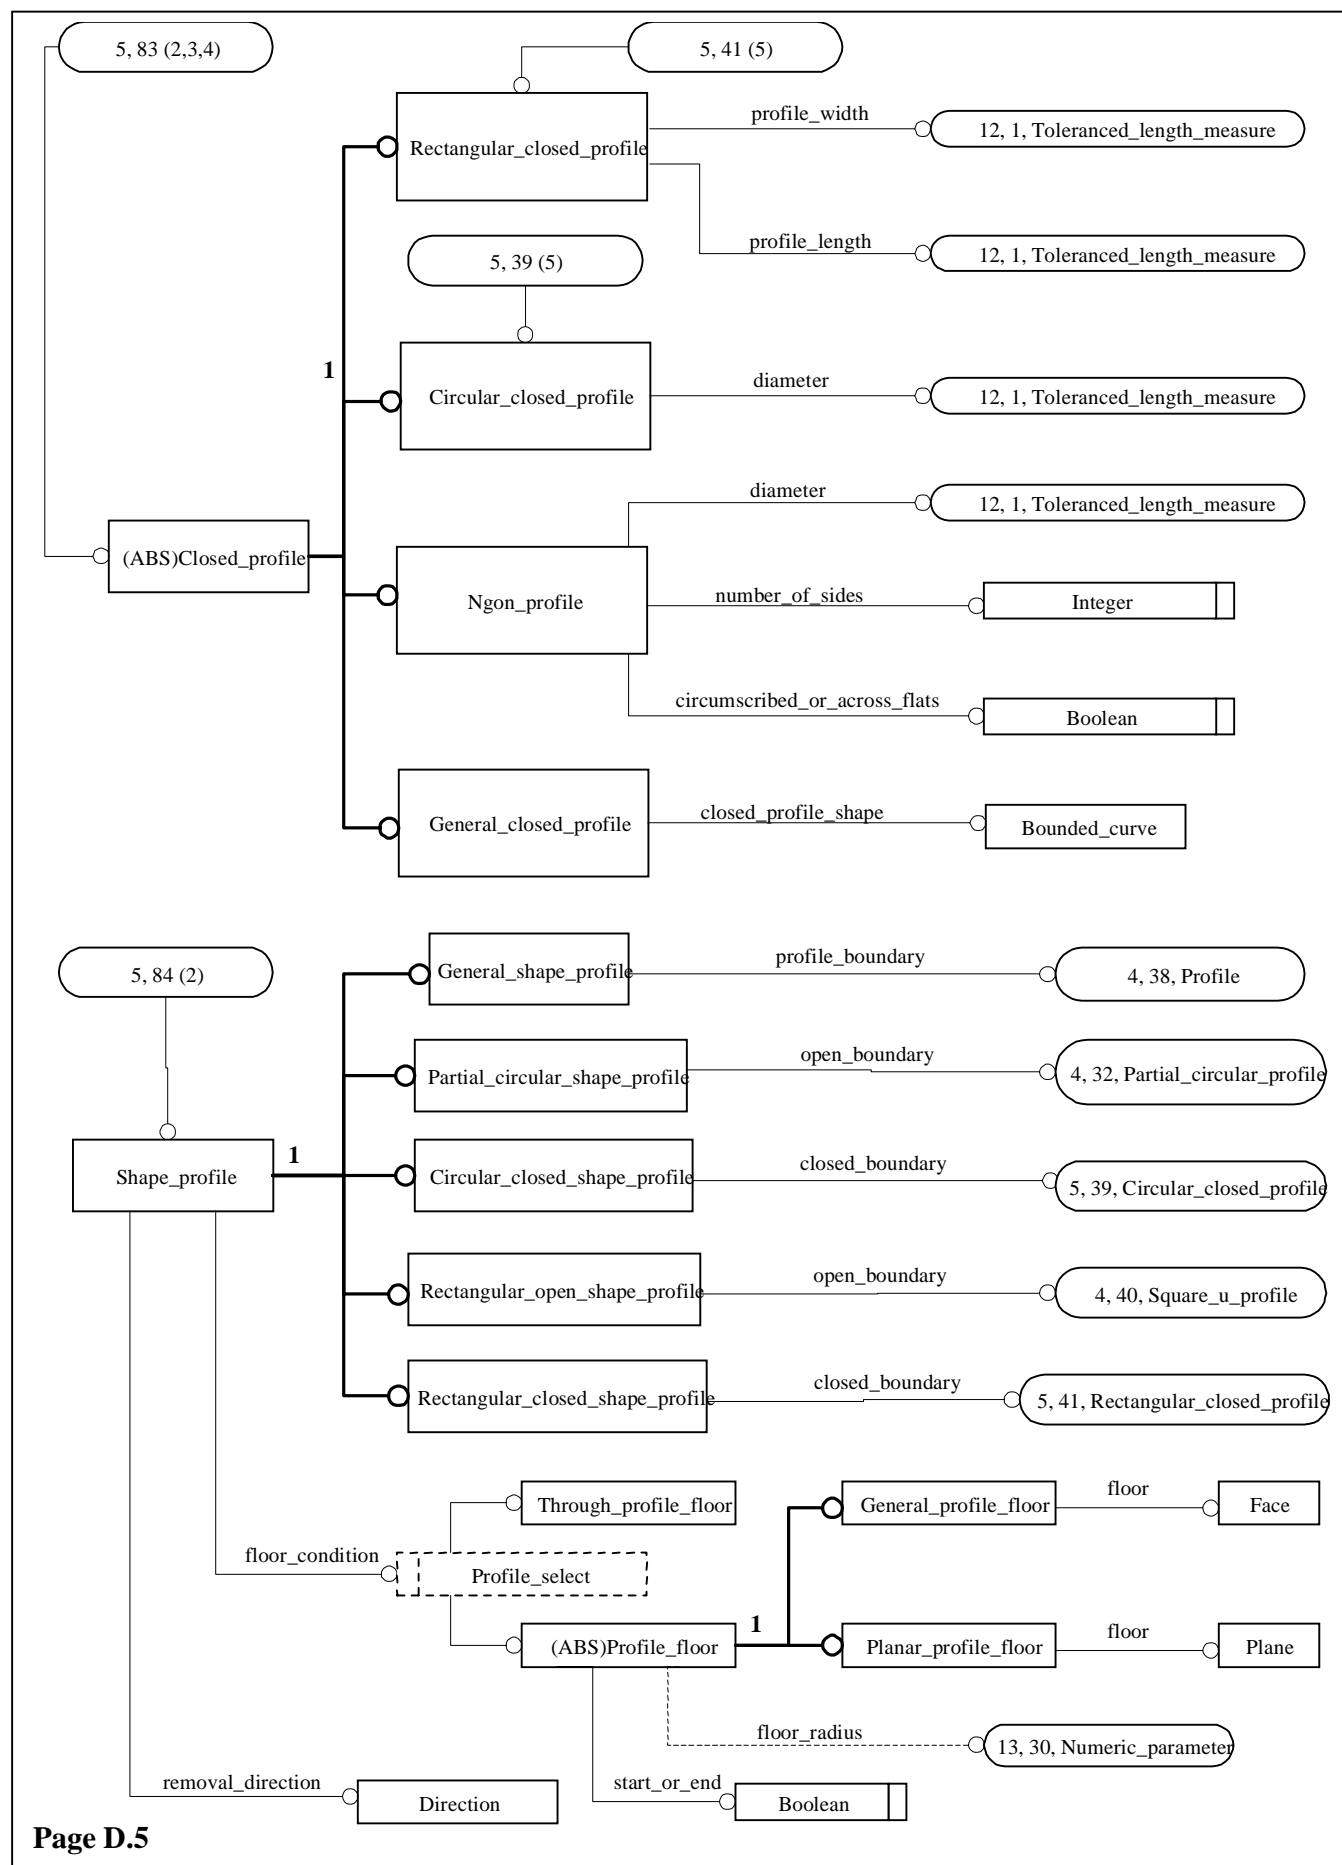 5, 83 (2,3,4)
5, 41 (5)
profile_width
12, 1, Toleranced_length_measure
Rectangular_closed_profile
profile_length
12, 1, Toleranced_length_measure
5, 39 (5)
1
diameter
Circular_closed_profile
12, 1, Toleranced_length_measure
diameter
12, 1, Toleranced_length_measure
(ABS)Closed_profile
Ngon_profile
number_of_sides
Integer
circumscribed_or_across_flats
Boolean
General_closed_profile
closed_profile_shape
Bounded_curve
5, 84 (2)
General_shape_profile
profile_boundary
4, 38, Profile
Partial_circular_shape_profile
open_boundary
4, 32, Partial_circular_profile
Shape_profile
1
Circular_closed_shape_profile
closed_boundary
5, 39, Circular_closed_profile
Rectangular_open_shape_profile
open_boundary
4, 40, Square_u_profile
Rectangular_closed_shape_profile
closed_boundary
5, 41, Rectangular_closed_profile
Through_profile_floor
General_profile_floor
floor
Face
floor_condition
Profile_select
(ABS)Profile_floor
1
Planar_profile_floor
floor
Plane
floor_radius
13, 30, Numeric_parameter
removal_direction
Direction
start_or_end
Boolean
Page D.5